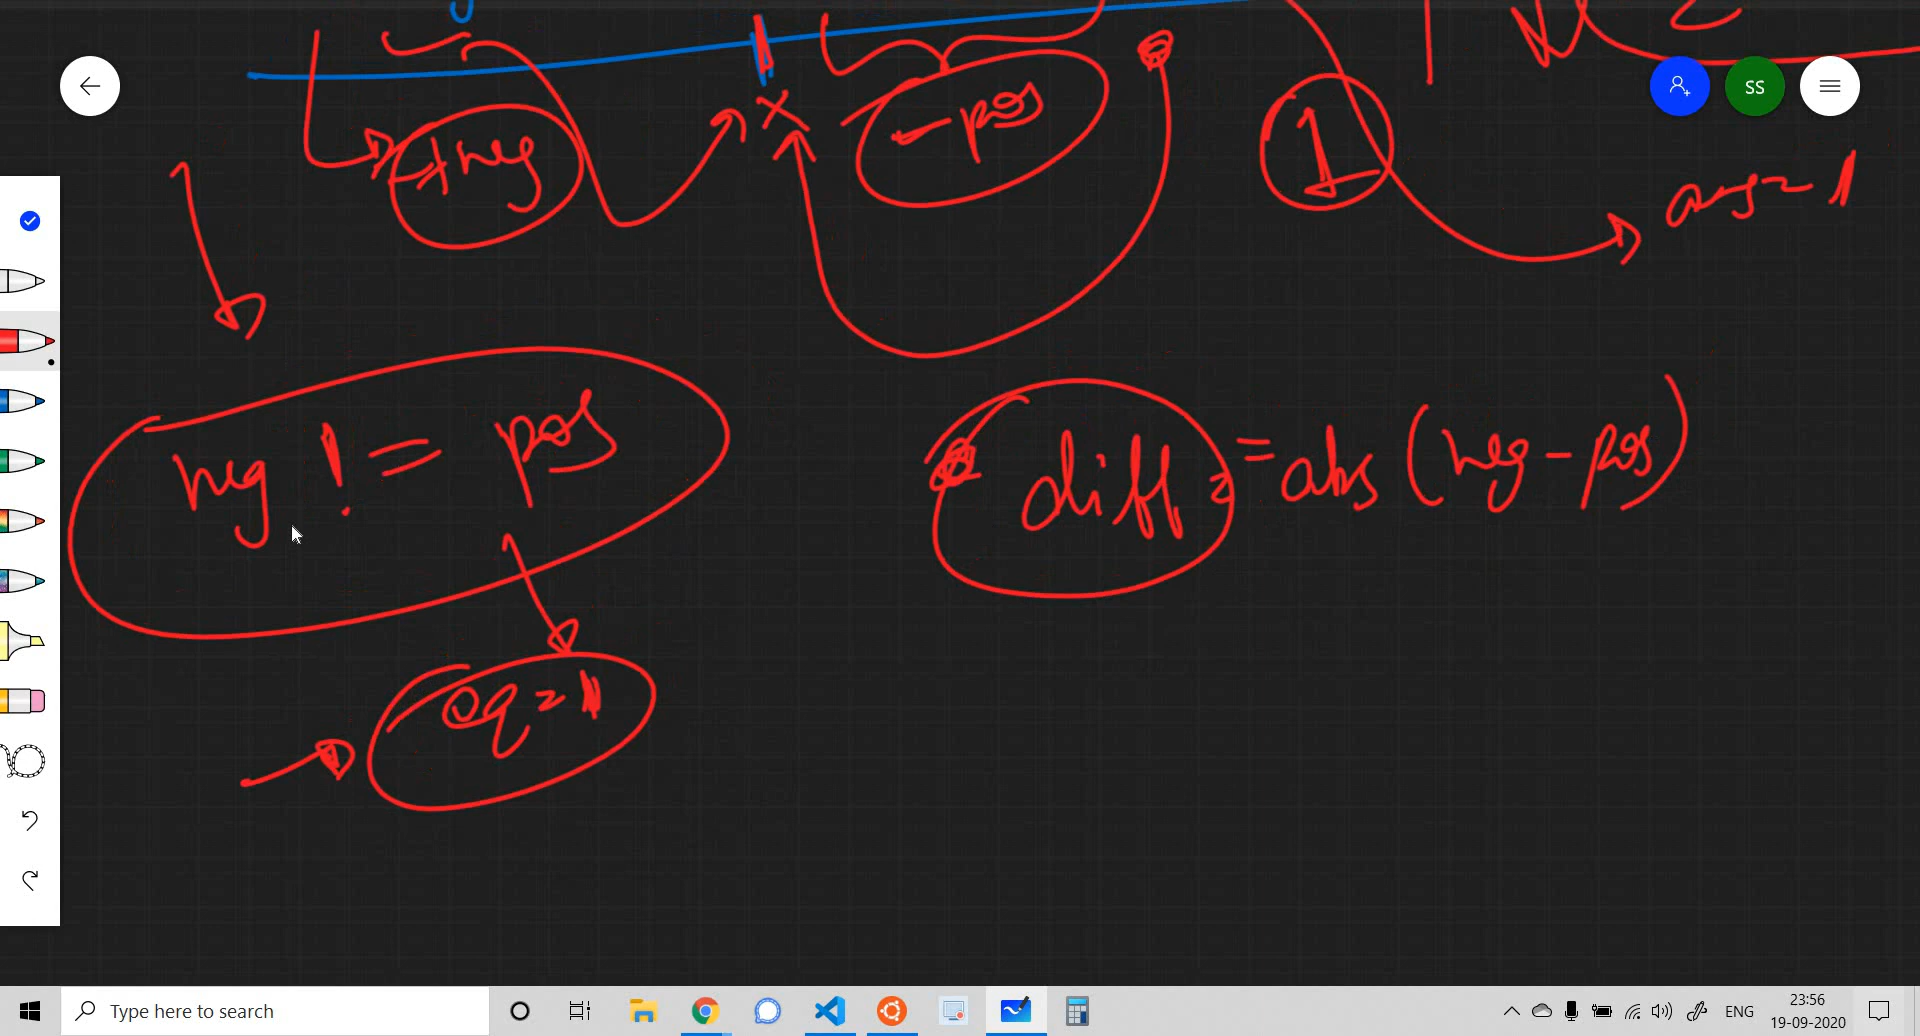 SS
+neg
x
- pos
1
ans = 1
neg != pos
diff = = abs (neg - pos)
eq = 1
Type here to search
ENG
23:56
19-09-2020